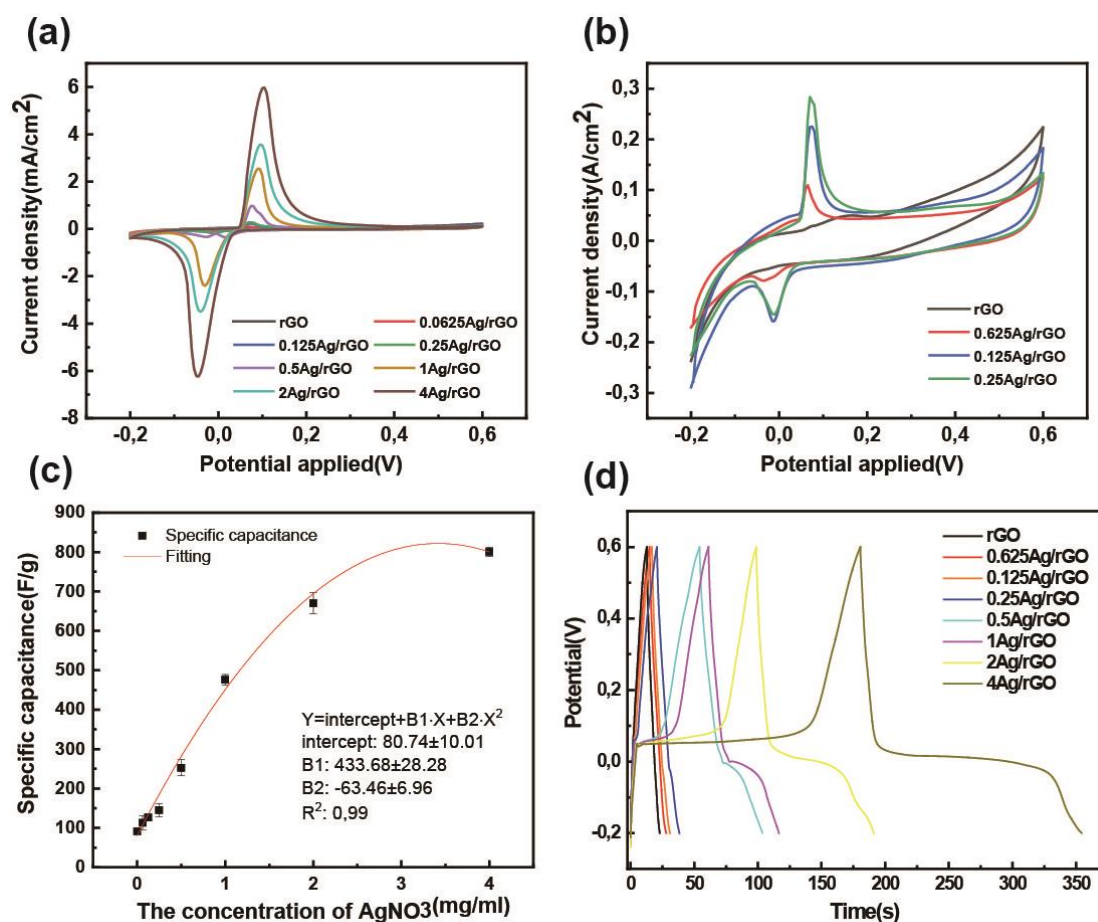 (a)
Current density(mA/cm2)
6
4
2
0
-2
-4
-6
-8
-0,2
0,0
0,2
0,4
0,6
Potential applied(V)
rGO
0.0625Ag/rGO
0.125Ag/rGO
0.25Ag/rGO
0.5Ag/rGO
1Ag/rGO
2Ag/rGO
4Ag/rGO
(b)
Current density(A/cm2)
0,3
0,2
0,1
0,0
-0,1
-0,2
-0,3
-0,2
0,0
0,2
0,4
0,6
Potential applied(V)
rGO
0.625Ag/rGO
0.125Ag/rGO
0.25Ag/rGO
(c)
Specific capacitance(F/g)
900
800
700
600
500
400
300
200
100
0
0
1
2
3
4
The concentration of AgNO3(mg/ml)
Specific capacitance
Fitting
Y=intercept+B1·X+B2·X2
intercept: 80.74±10.01
B1: 433.68±28.28
B2: -63.46±6.96
R2: 0,99
(d)
Potential(V)
0,6
0,4
0,2
0,0
-0,2
0
50
100
150
200
250
300
350
Time(s)
rGO
0.625Ag/rGO
0.125Ag/rGO
0.25Ag/rGO
0.5Ag/rGO
1Ag/rGO
2Ag/rGO
4Ag/rGO